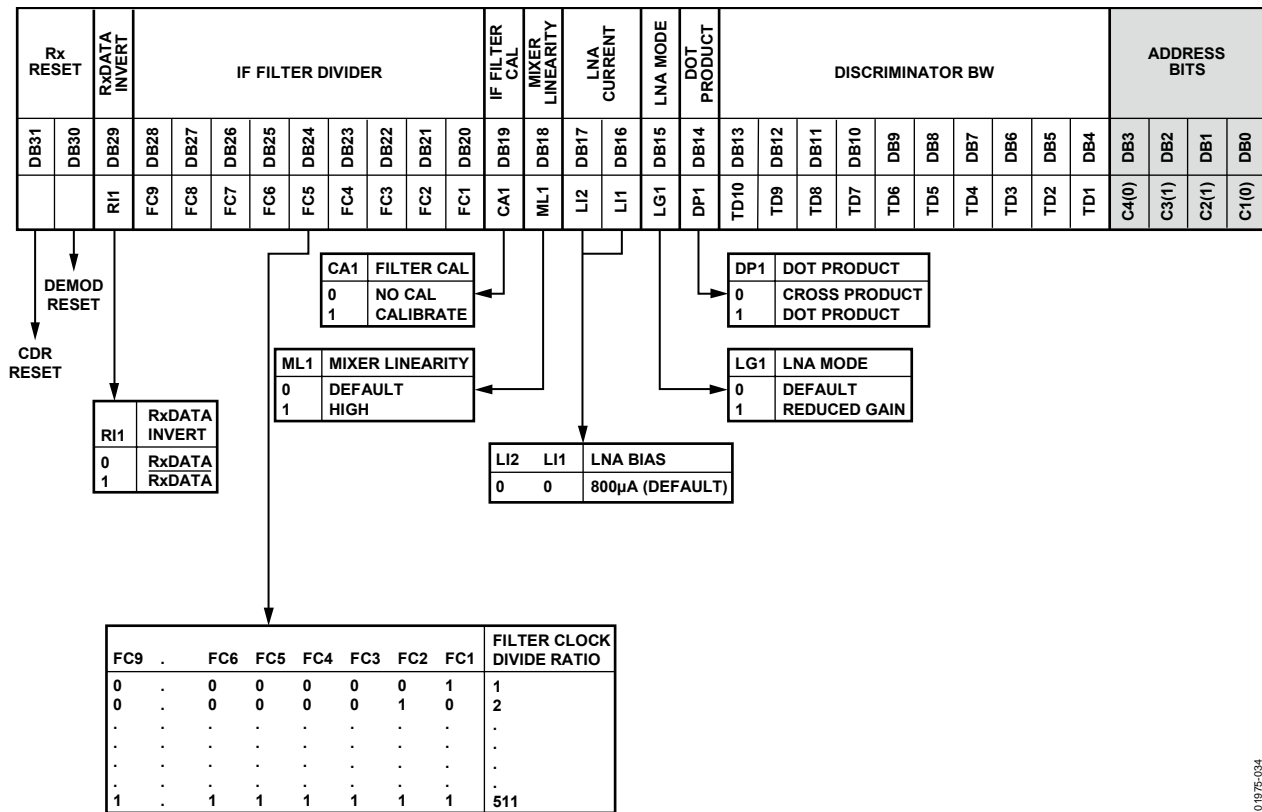 Rx RESET
RxDATA INVERT
IF FILTER DIVIDER
IF FILTER CAL
MIXER LINEARITY
LNA CURRENT
LNA MODE
DOT PRODUCT
DISCRIMINATOR BW
ADDRESS BITS
DB31 DB30 DB29 DB28 DB27 DB26 DB25 DB24 DB23 DB22 DB21 DB20 DB19 DB18 DB17 DB16 DB15 DB14 DB13 DB12 DB11 DB10 DB9 DB8 DB7 DB6 DB5 DB4 DB3 DB2 DB1 DB0
RI1 FC9 FC8 FC7 FC6 FC5 FC4 FC3 FC2 FC1 CA1 ML1 LI2 LI1 LG1 DP1 TD10 TD9 TD8 TD7 TD6 TD5 TD4 TD3 TD2 TD1 C4(0) C3(1) C2(1) C1(0)
DEMOD RESET
CDR RESET
CA1 FILTER CAL
0 NO CAL
1 CALIBRATE
DP1 DOT PRODUCT
0 CROSS PRODUCT
1 DOT PRODUCT
ML1 MIXER LINEARITY
0 DEFAULT
1 HIGH
LG1 LNA MODE
0 DEFAULT
1 REDUCED GAIN
RI1 RxDATA INVERT
0 RxDATA
1 RxDATA
LI2 LI1 LNA BIAS
0 0 800µA (DEFAULT)
FC9 . FC6 FC5 FC4 FC3 FC2 FC1 FILTER CLOCK DIVIDE RATIO
0 . 0 0 0 0 0 1 1
0 . 0 0 0 0 1 0 2
. . . . . . . . .
. . . . . . . . .
. . . . . . . . .
. . . . . . . . .
1 . 1 1 1 1 1 1 511
01975-034